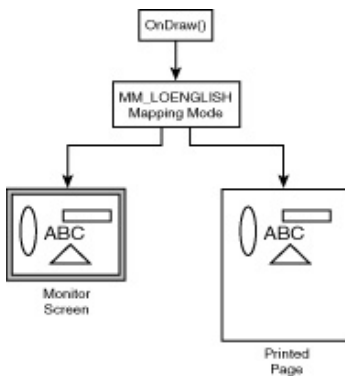 OnDraw()
MM_LOENGLISH
Mapping Mode
ABC
ABC
Monitor
Screen
Printed
Page